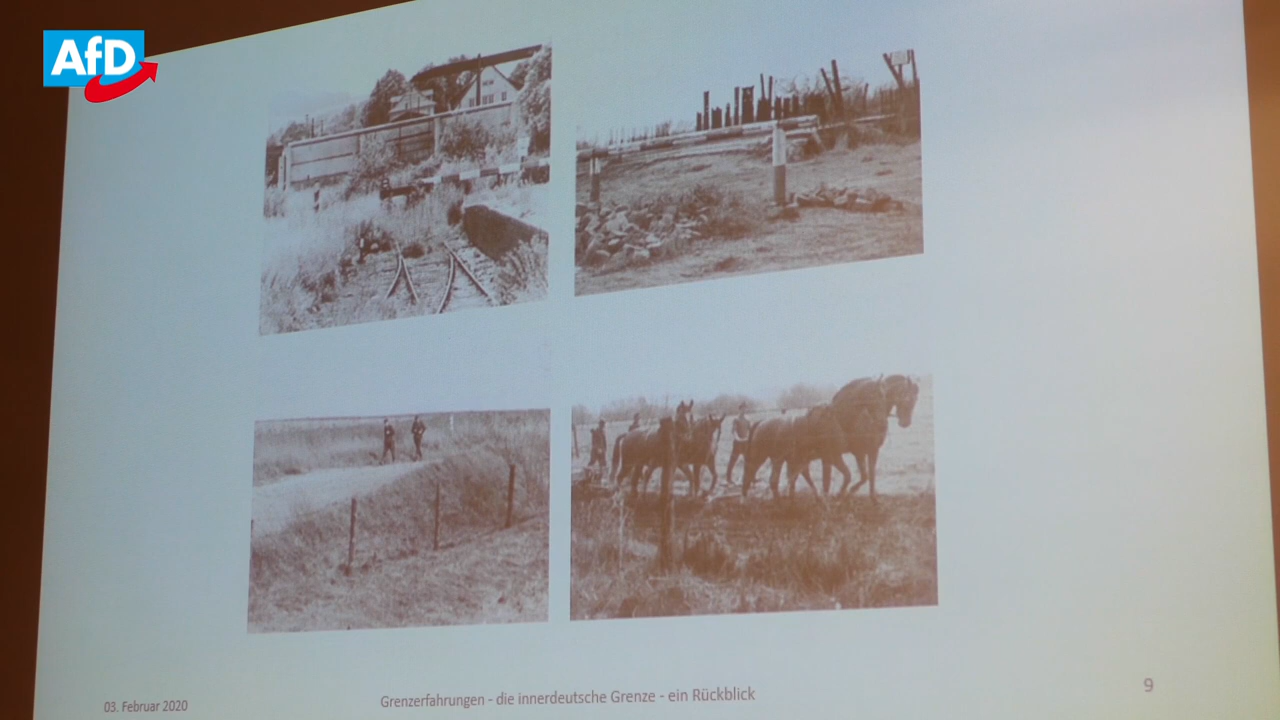 AfD
03. Februar 2020
Grenzerfahrungen - die innerdeutsche Grenze - ein Rückblick
9